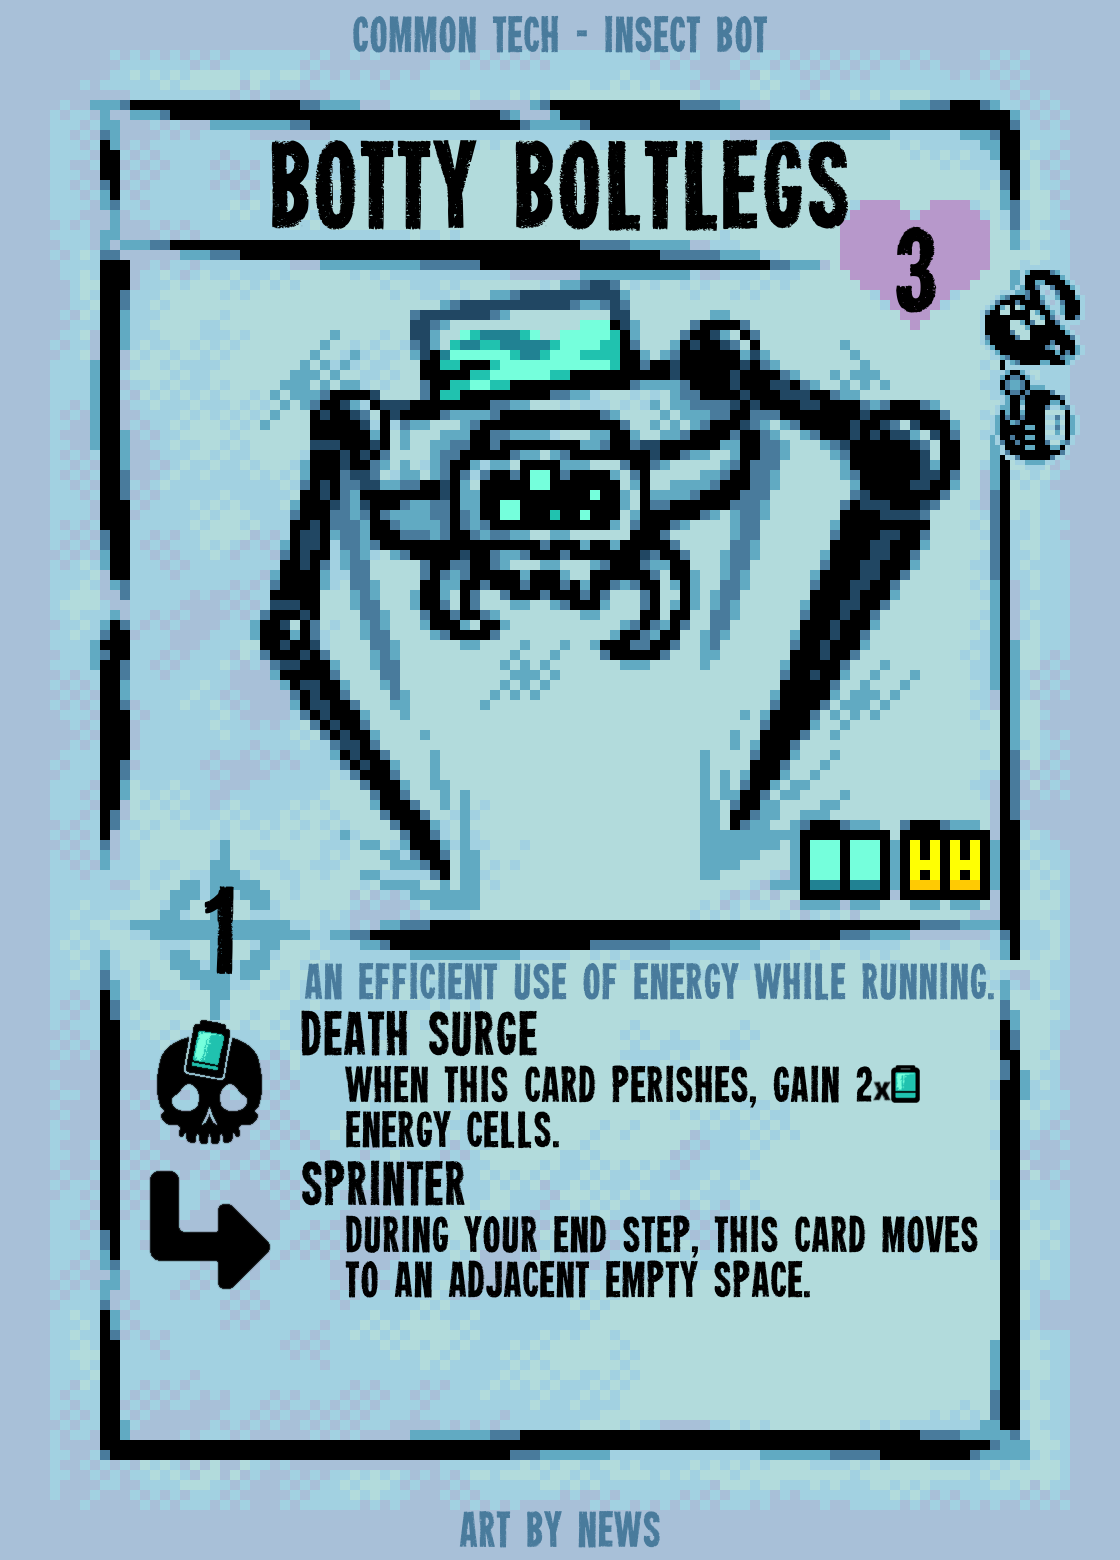 COMMON TECH - INSECT BOT
BOTTY BOLTLEGS
3
1
AN EFFICIENT USE OF ENERGY WHILE RUNNING.
DEATH SURGE
WHEN THIS CARD PERISHES, GAIN 2x
ENERGY CELLS.
SPRINTER
DURING YOUR END STEP, THIS CARD MOVES
TO AN ADJACENT EMPTY SPACE.
ART BY NEWS